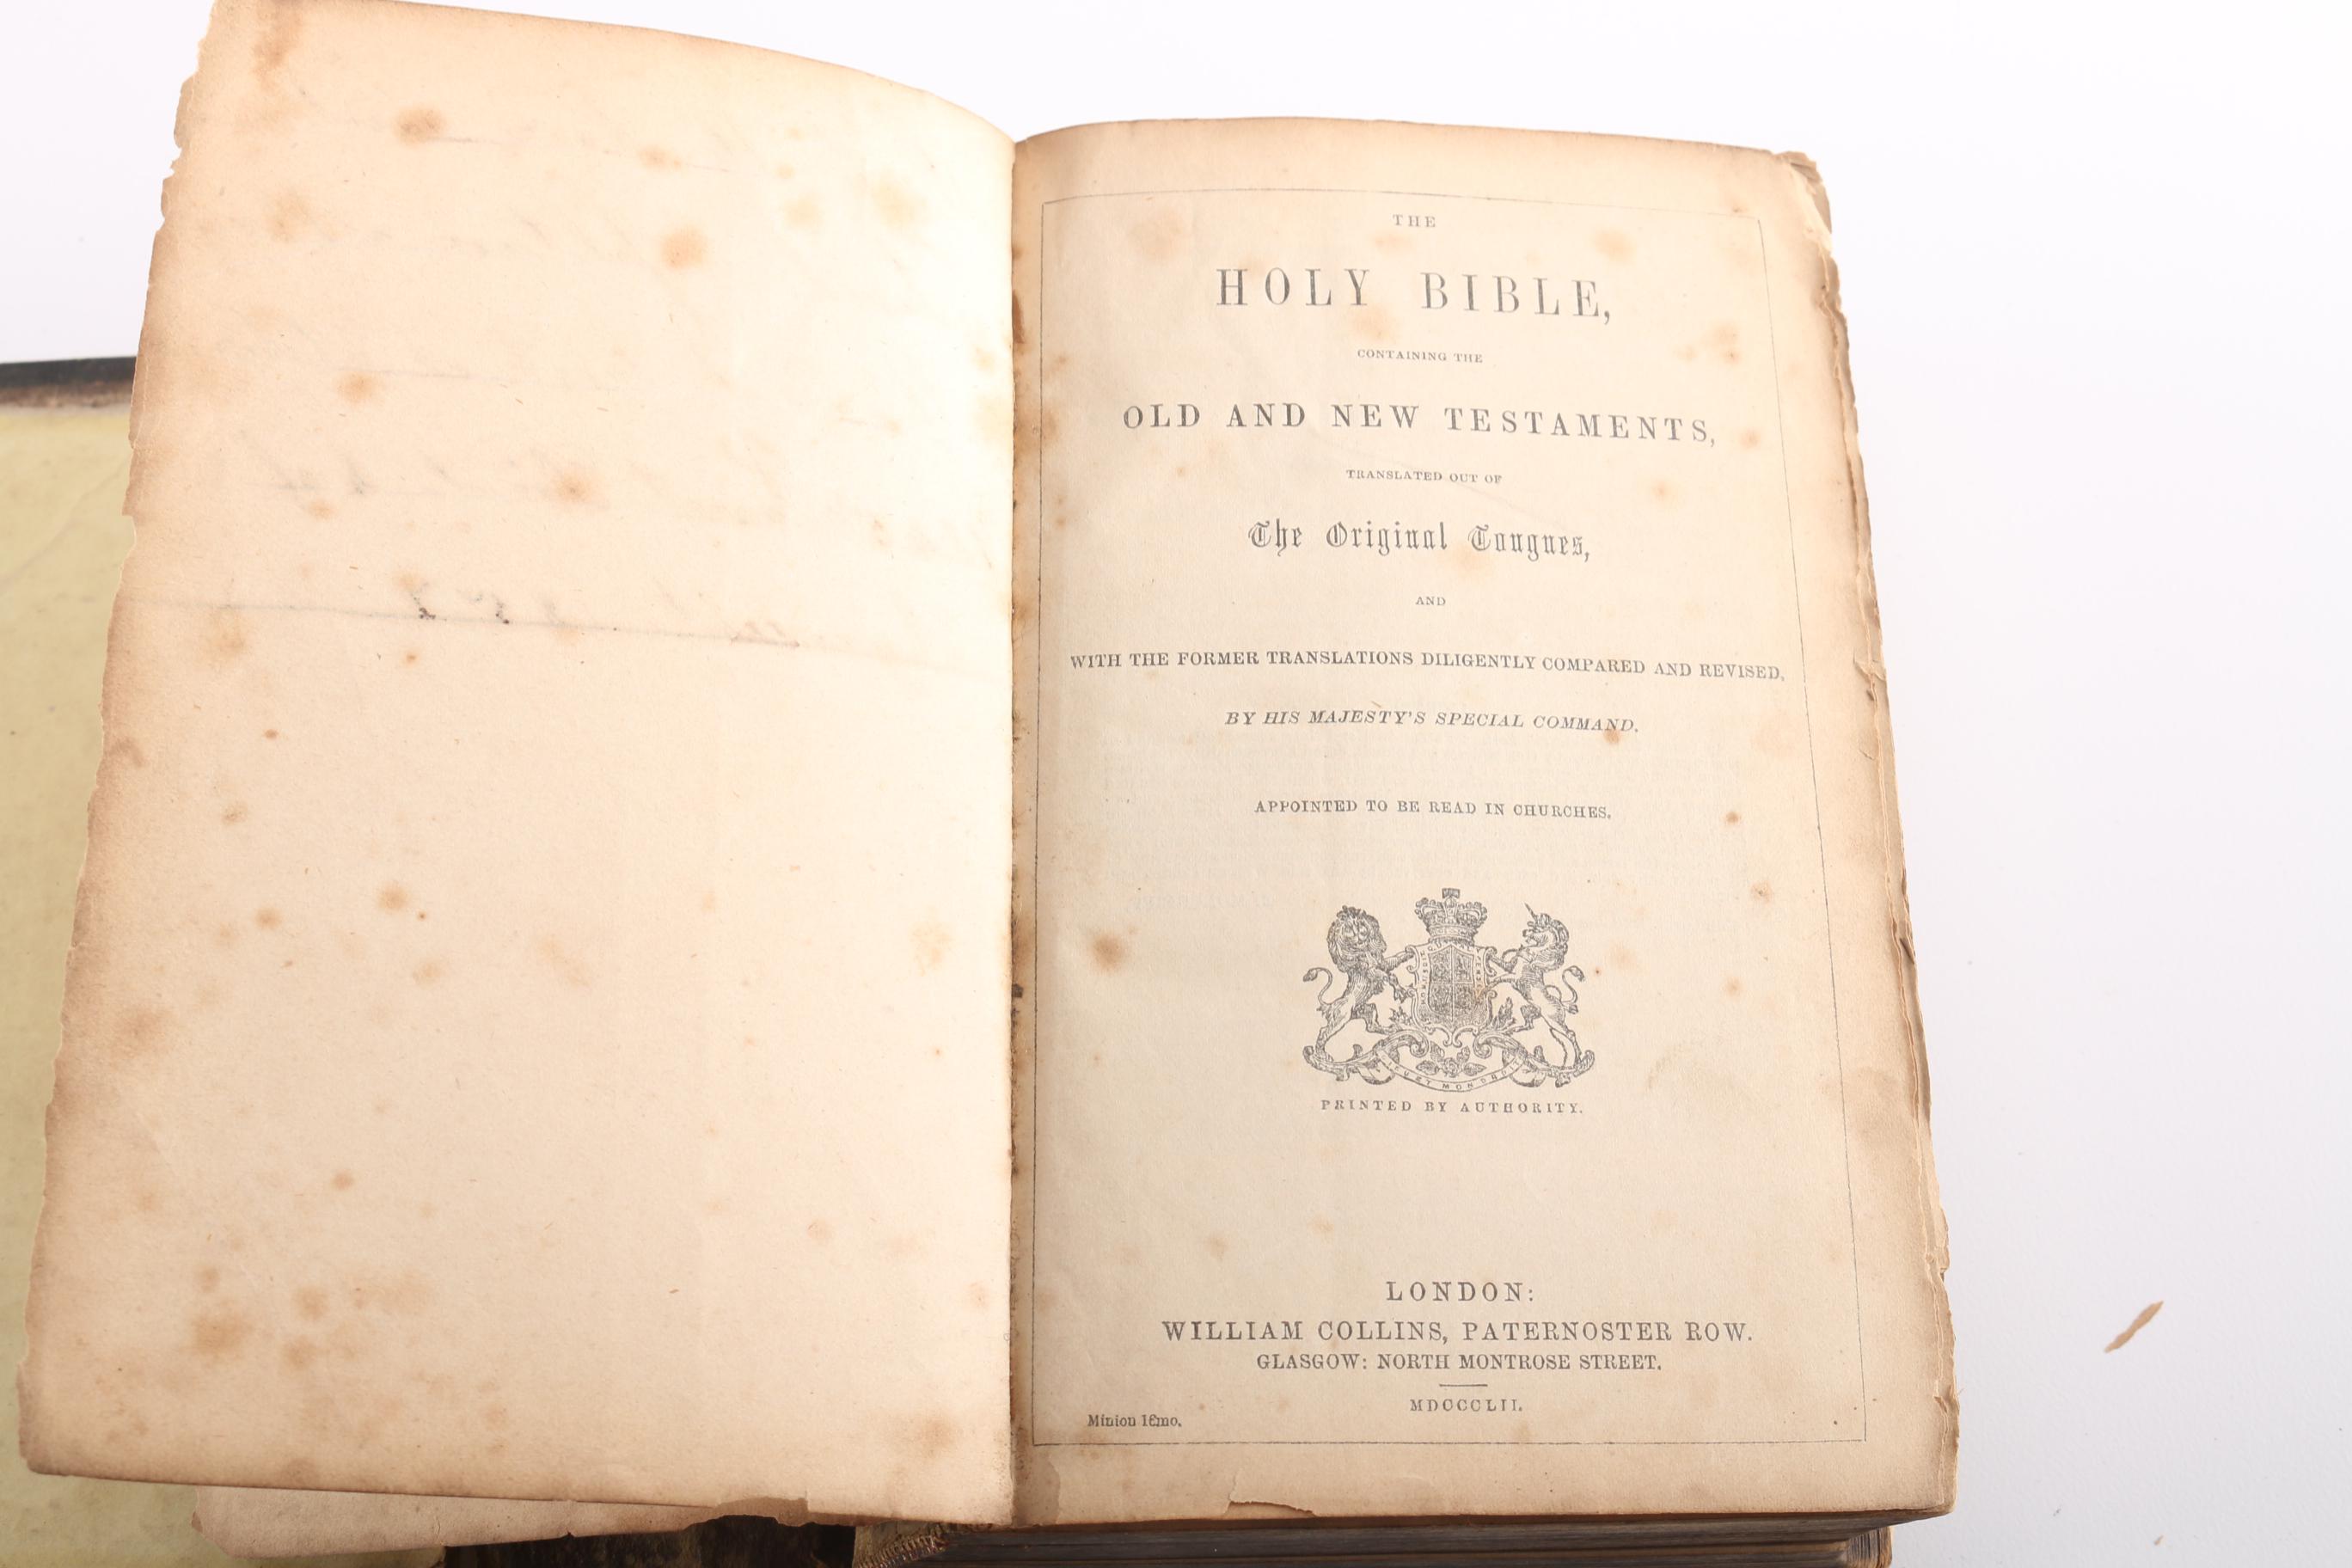 THE
HOLY BIBLE,
CONTAINING THE
OLD AND NEW TESTAMENTS,
TRANSLATED OUT OF
The Original Tongues,
AND
WITH THE FORMER TRANSLATIONS DILIGENTLY COMPARED AND REVISED,
BY HIS MAJESTY'S SPECIAL COMMAND.
APPOINTED TO BE READ IN CHURCHES.
PRINTED BY AUTHORITY.
LONDON:
WILLIAM COLLINS, PATERNOSTER ROW.
GLASGOW: NORTH MONTROSE STREET.
MDCCCLII.
Minion 16mo.